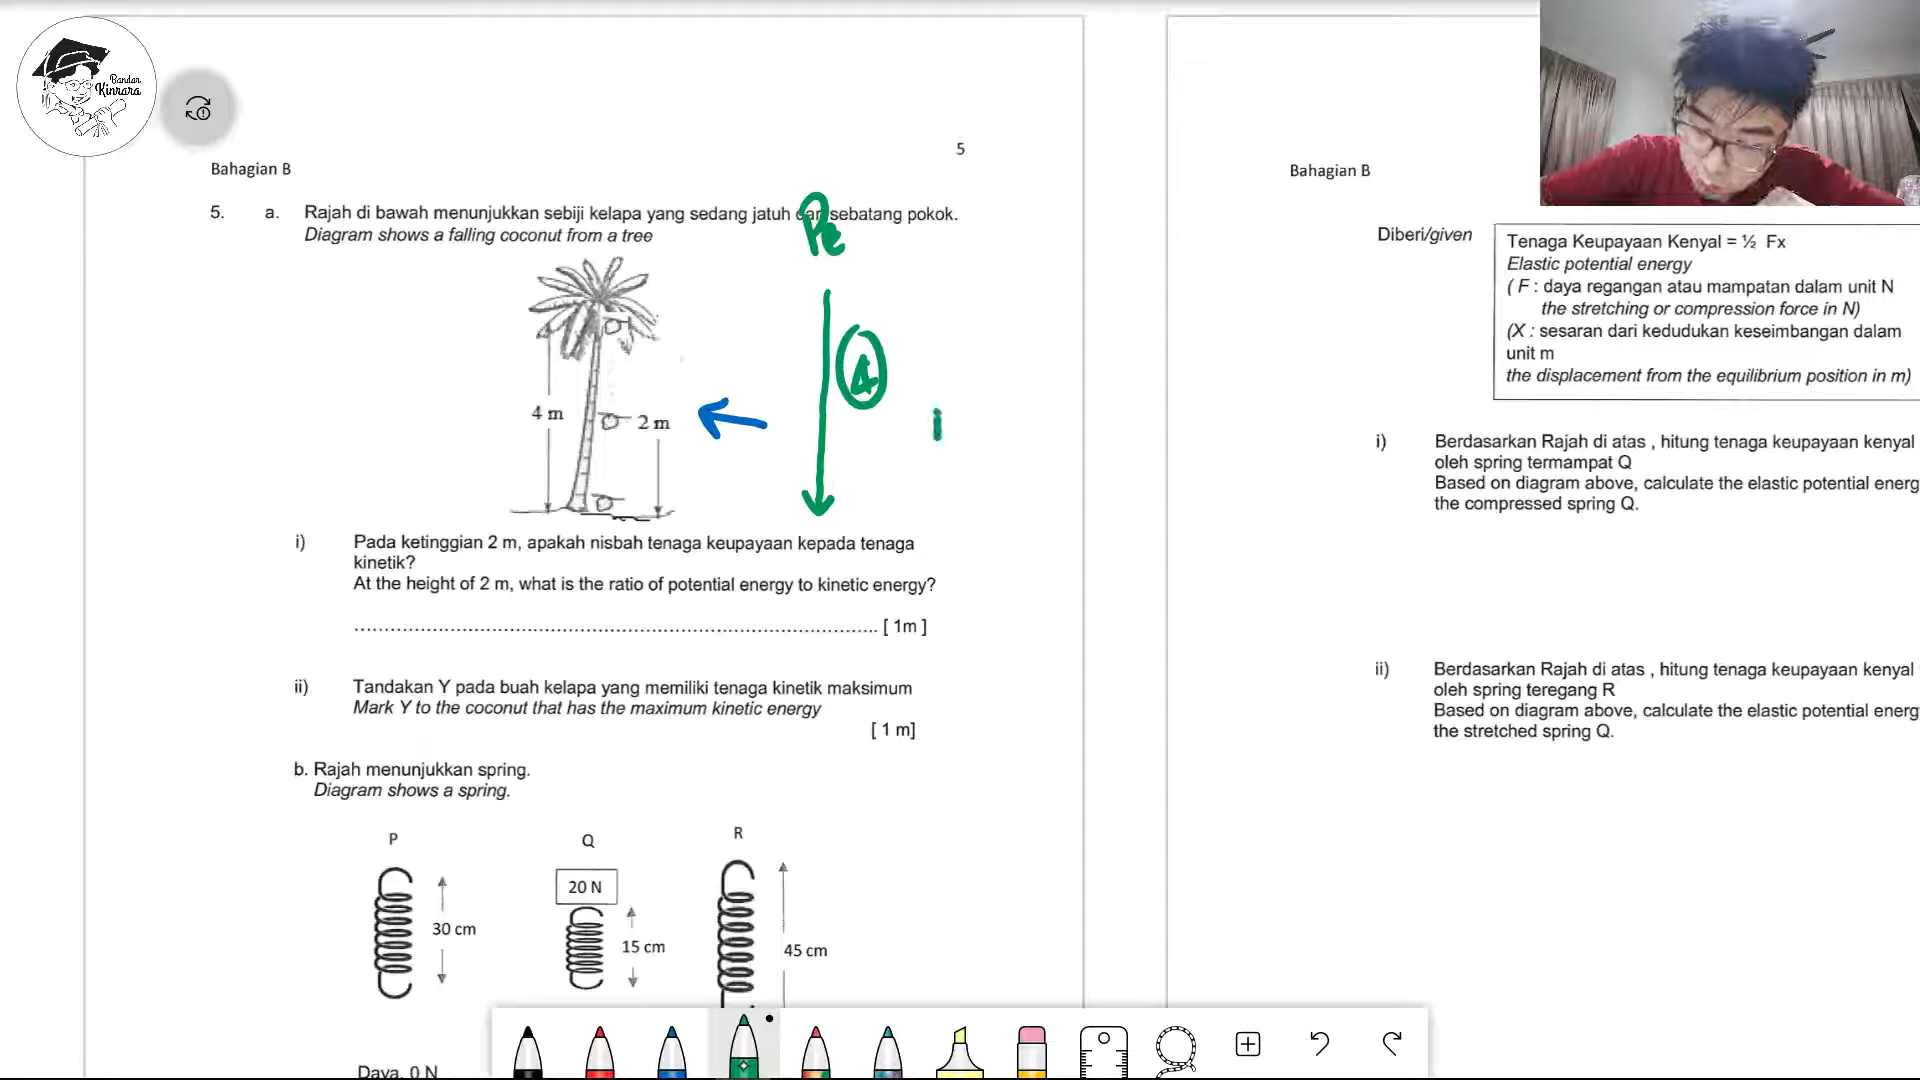 Bandar
Kinrara
5
Bahagian B
5. a. Rajah di bawah menunjukkan sebiji kelapa yang sedang jatuh dari sebatang pokok.
Diagram shows a falling coconut from a tree
Pe
4
4 m
2 m
i) Pada ketinggian 2 m, apakah nisbah tenaga keupayaan kepada tenaga
kinetik?
At the height of 2 m, what is the ratio of potential energy to kinetic energy?
[ 1m ]
ii) Tandakan Y pada buah kelapa yang memiliki tenaga kinetik maksimum
Mark Y to the coconut that has the maximum kinetic energy
[ 1 m]
b. Rajah menunjukkan spring.
Diagram shows a spring.
P
Q
R
20 N
30 cm
15 cm
45 cm
Daya, 0 N
Bahagian B
Diberi/given
Tenaga Keupayaan Kenyal = ½ Fx
Elastic potential energy
( F : daya regangan atau mampatan dalam unit N
the stretching or compression force in N)
(X : sesaran dari kedudukan keseimbangan dalam
unit m
the displacement from the equilibrium position in m)
i) Berdasarkan Rajah di atas , hitung tenaga keupayaan kenyal
oleh spring termampat Q
Based on diagram above, calculate the elastic potential energ
the compressed spring Q.
ii) Berdasarkan Rajah di atas , hitung tenaga keupayaan kenyal
oleh spring teregang R
Based on diagram above, calculate the elastic potential energ
the stretched spring Q.